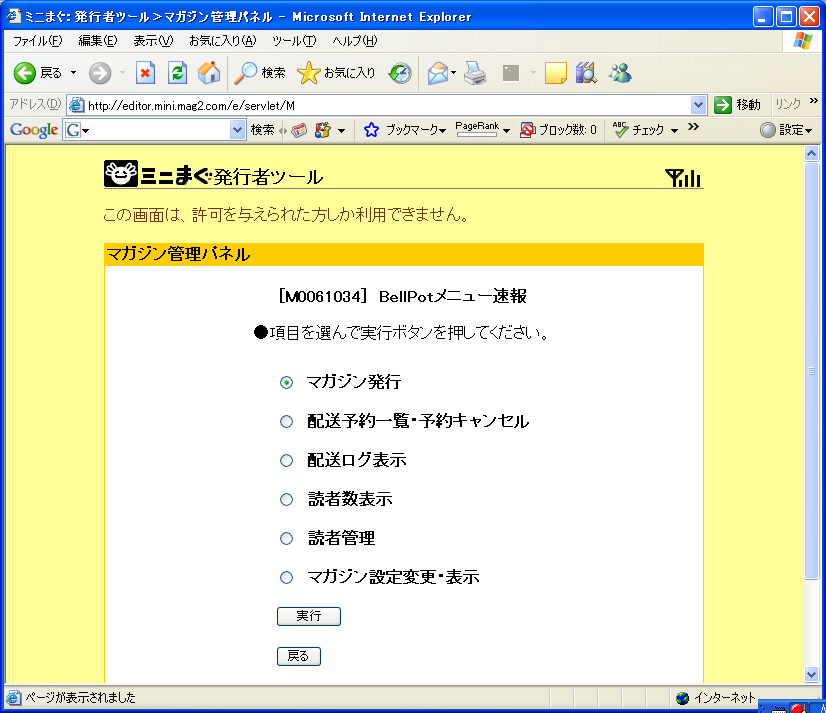 ミニまぐ: 発行者ツール＞マガジン管理パネル - Microsoft Internet Explorer
ファイル(F) 編集(E) 表示(V) お気に入り(A) ツール(T) ヘルプ(H)
戻る 検索 お気に入り
アドレス(D) http://editor.mini.mag2.com/e/servlet/M 移動 リンク »
Google G 検索 ブックマーク PageRank ブロック数: 0 ABC チェック » 設定
ミニまぐ発行者ツール
この画面は、許可を与えられた方しか利用できません。
マガジン管理パネル
[M0061034] BellPotメニュー速報
●項目を選んで実行ボタンを押してください。
マガジン発行
配送予約一覧・予約キャンセル
配送ログ表示
読者数表示
読者管理
マガジン設定変更・表示
実行
戻る
ページが表示されました インターネット